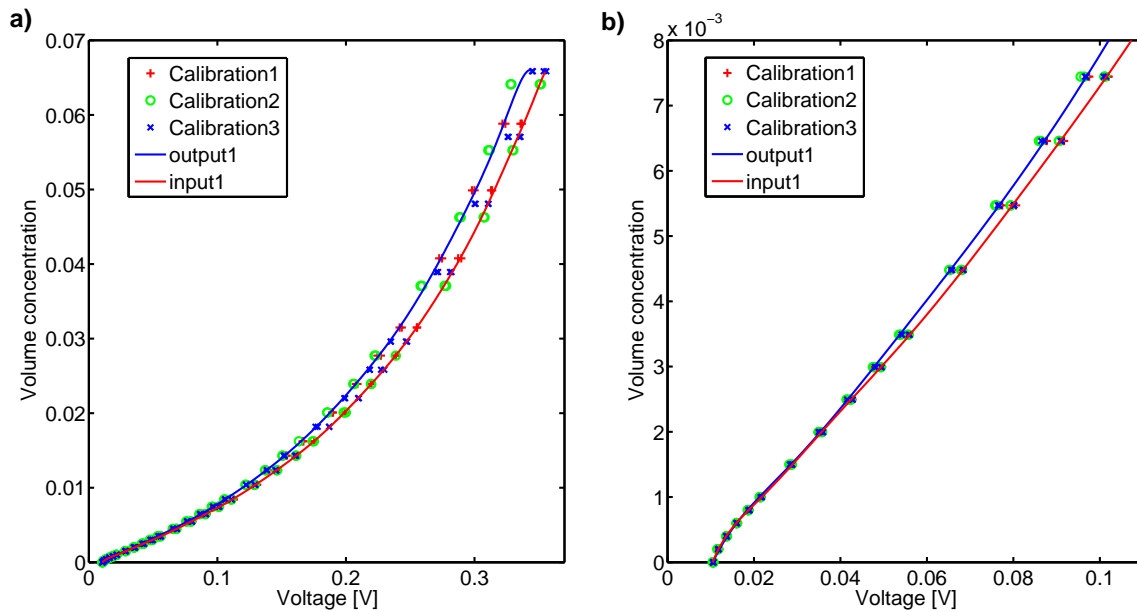 a)
0.07
0.06
0.05
0.04
0.03
0.02
0.01
0
Volume concentration
Calibration1
Calibration2
Calibration3
output1
input1
0
0.1
0.2
0.3
Voltage [V]
b)
x 10⁻³
8
7
6
5
4
3
2
1
0
Volume concentration
Calibration1
Calibration2
Calibration3
output1
input1
0
0.02
0.04
0.06
0.08
0.1
Voltage [V]